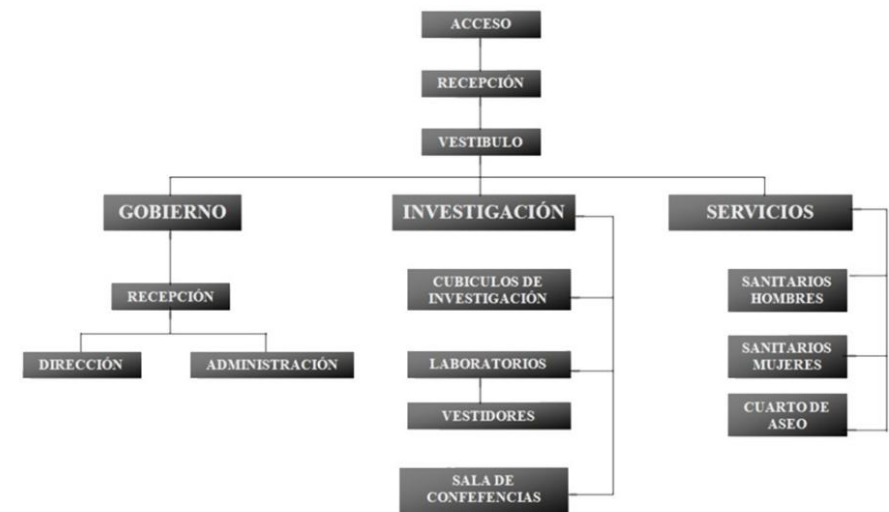 ACCESO
RECEPCIÓN
VESTIBULO
GOBIERNO
INVESTIGACIÓN
SERVICIOS
RECEPCIÓN
DIRECCIÓN
ADMINISTRACIÓN
CUBICULOS DE
INVESTIGACIÓN
LABORATORIOS
VESTIDORES
SALA DE
CONFEFENCIAS
SANITARIOS
HOMBRES
SANITARIOS
MUJERES
CUARTO DE
ASEO